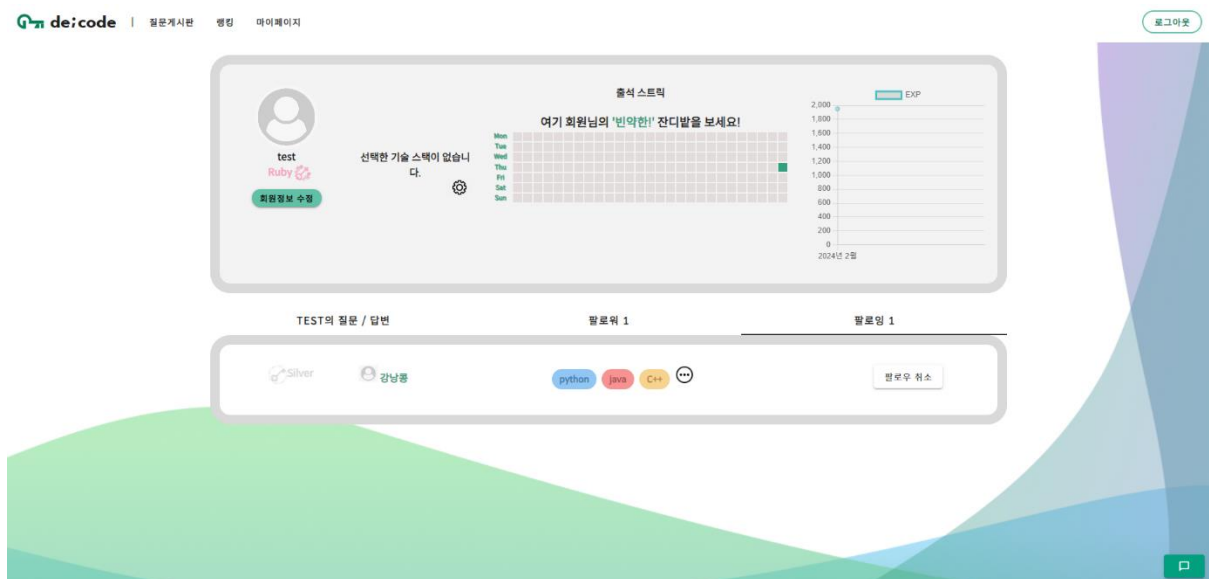 de;code | 질문게시판 랭킹 마이페이지
로그아웃
test
Ruby
회원정보 수정
선택한 기술 스택이 없습니
다.
출석 스트릭
여기 회원님의 '빈약한!' 잔디밭을 보세요!
Mon
Tue
Wed
Thu
Fri
Sat
Sun
EXP
2,000
1,800
1,600
1,400
1,200
1,000
800
600
400
200
0
2024년 2월
TEST의 질문 / 답변
팔로워 1
팔로잉 1
Silver
강낭콩
python java C++
팔로우 취소